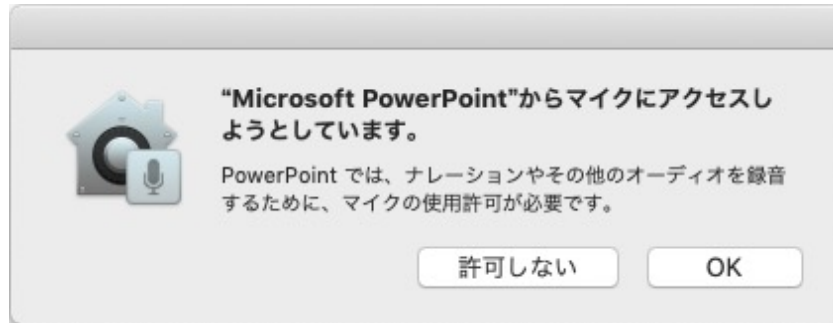 “Microsoft PowerPoint”からマイクにアクセスし
ようとしています。
PowerPoint では、ナレーションやその他のオーディオを録音
するために、マイクの使用許可が必要です。
許可しない
OK